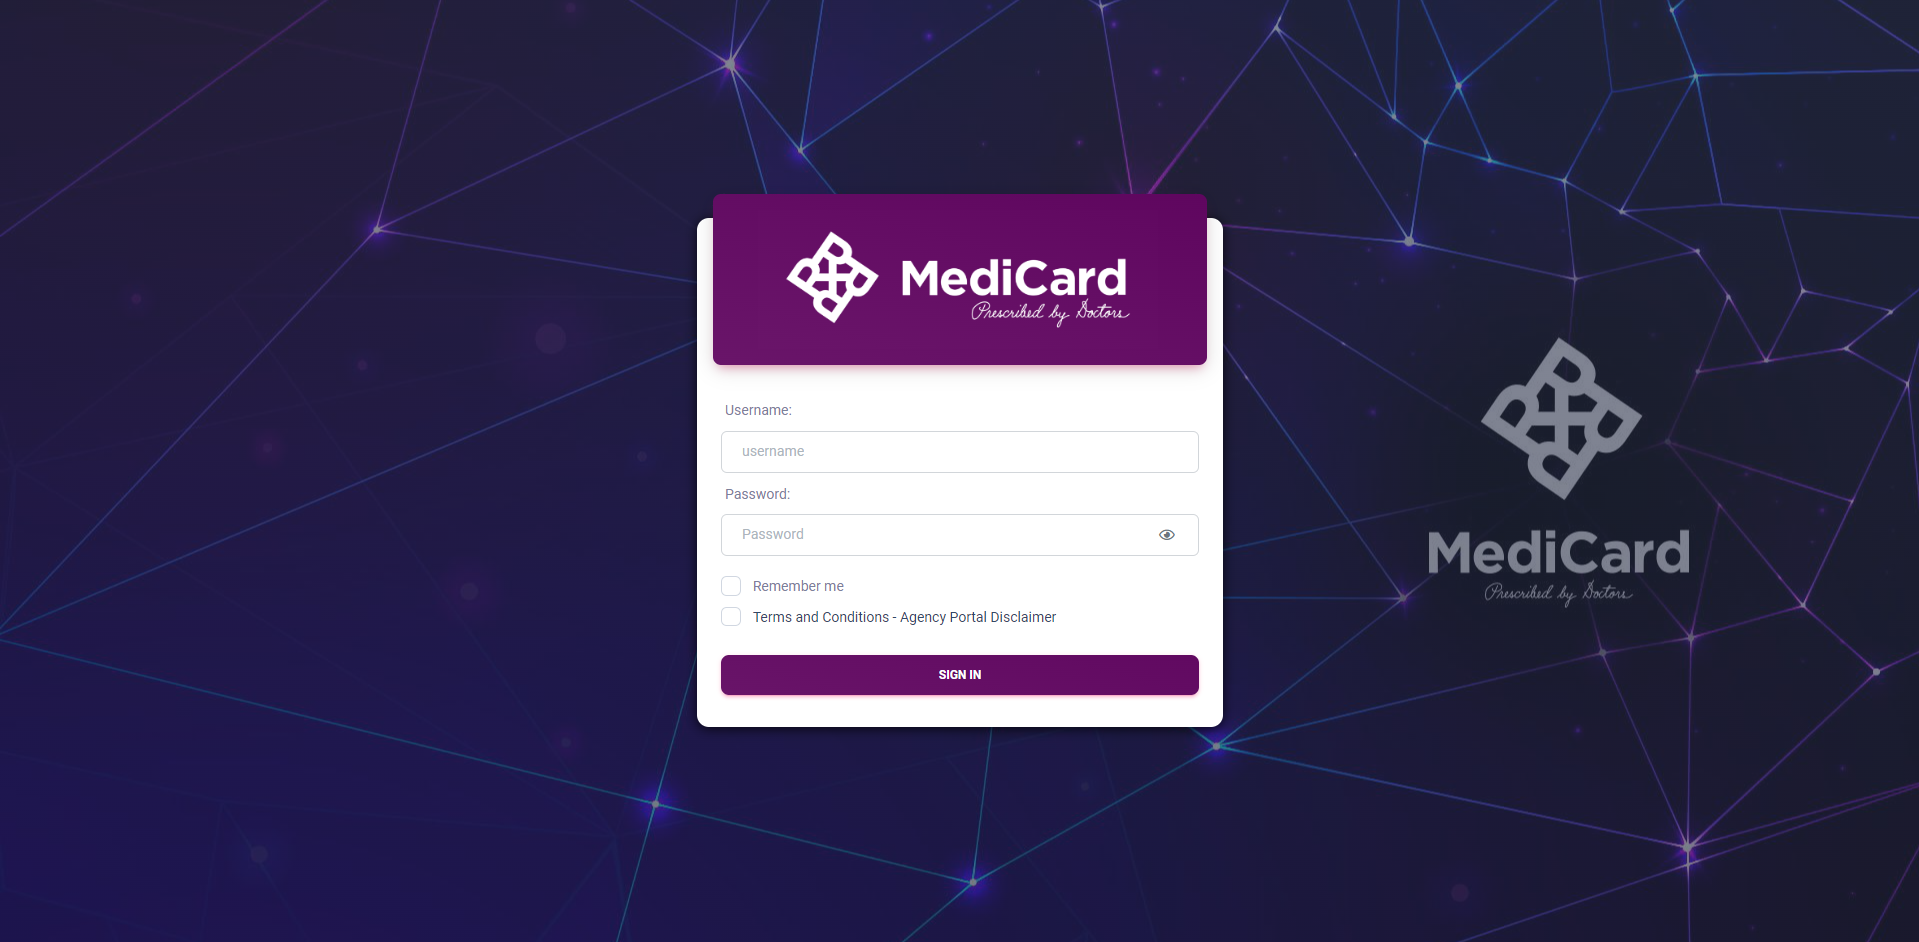 MediCard
Prescribed by Doctors
Username:
username
Password:
Password
Remember me
Terms and Conditions - Agency Portal Disclaimer
SIGN IN
MediCard
Prescribed by Doctors